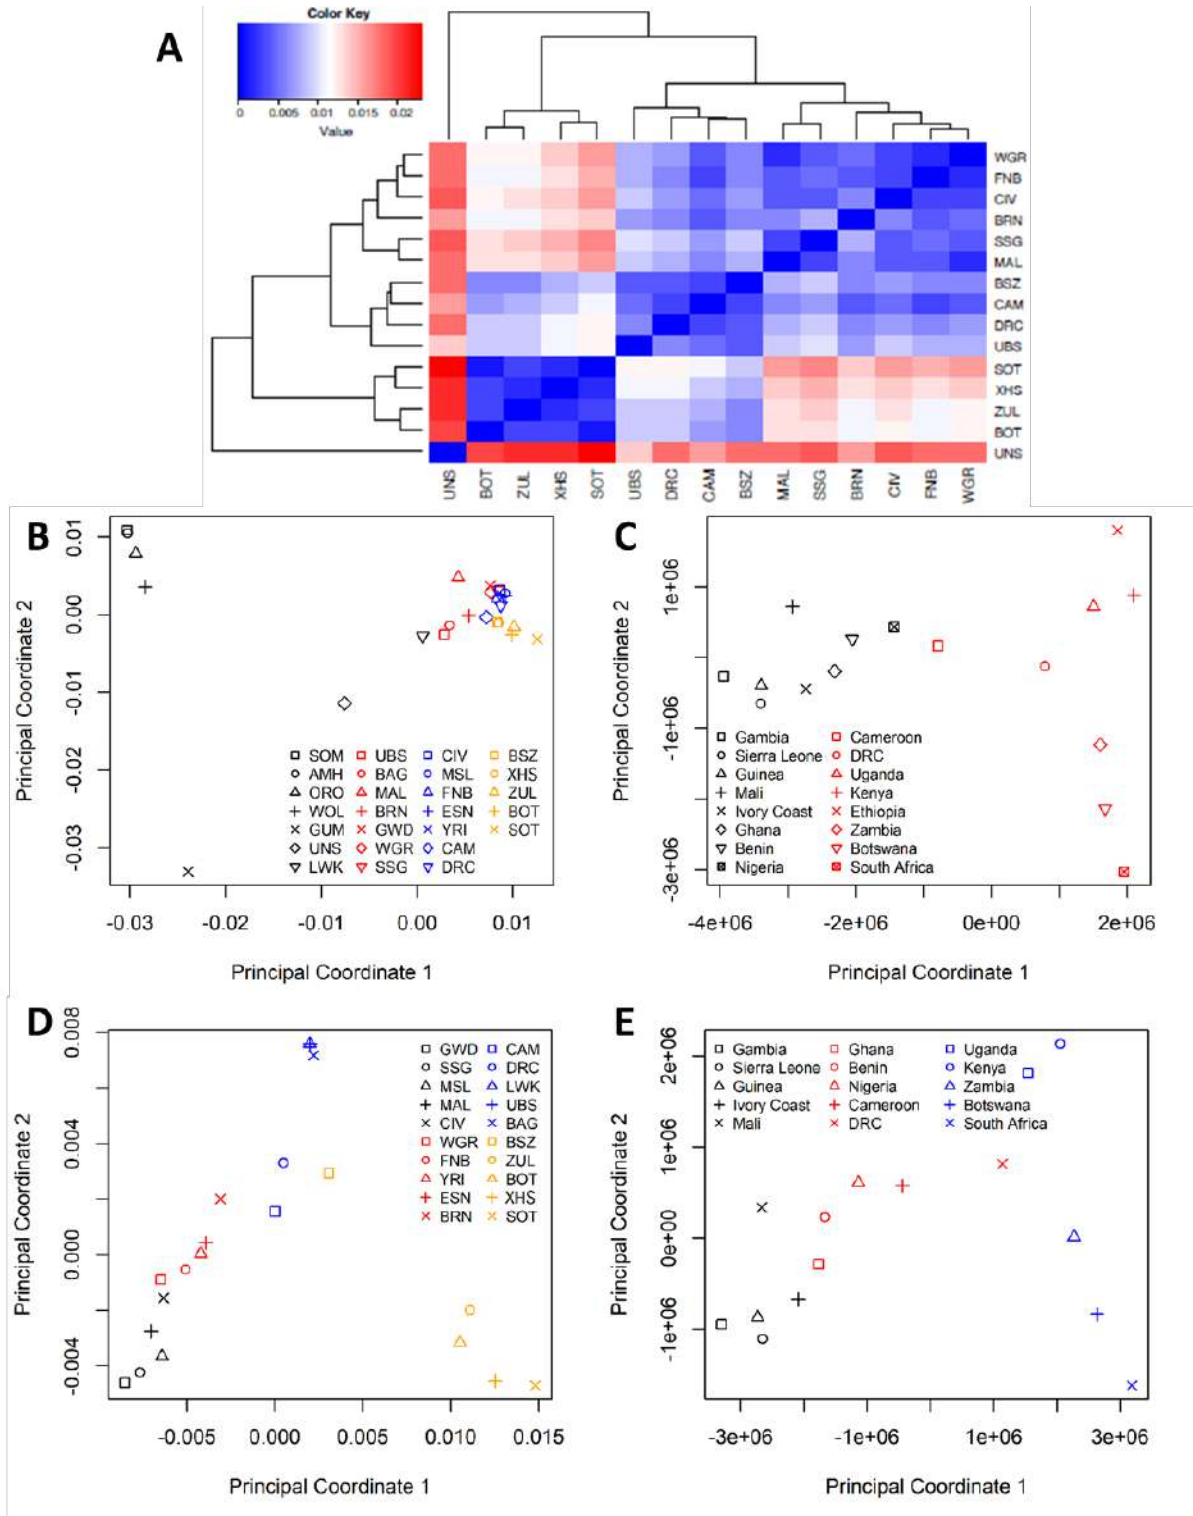 A
Color Key
0 0.005 0.01 0.015 0.02
Value
WGR
FNB
CIV
BRN
SSG
MAL
BSZ
CAM
DRC
UBS
SOT
XHS
ZUL
BOT
UNS
UNS BOT ZUL XHS SOT UBS DRC CAM BSZ MAL SSG BRN CIV FNB WGR
B
Principal Coordinate 2
0.01
0.00
-0.01
-0.02
-0.03
SOM UBS CIV BSZ
AMH BAG MSL XHS
ORO MAL FNB ZUL
WOL BRN ESN BOT
GUM GWD YRI SOT
UNS WGR CAM
LWK SSG DRC
-0.03 -0.02 -0.01 0.00 0.01
Principal Coordinate 1
C
Principal Coordinate 2
1e+06
-1e+06
-3e+06
Gambia Cameroon
Sierra Leone DRC
Guinea Uganda
Mali Kenya
Ivory Coast Ethiopia
Ghana Zambia
Benin Botswana
Nigeria South Africa
-4e+06 -2e+06 0e+00 2e+06
Principal Coordinate 1
D
Principal Coordinate 2
0.008
0.004
0.000
-0.004
GWD CAM
SSG DRC
MSL LWK
MAL UBS
CIV BAG
WGR BSZ
FNB ZUL
YRI BOT
ESN XHS
BRN SOT
-0.005 0.000 0.005 0.010 0.015
Principal Coordinate 1
E
Principal Coordinate 2
2e+06
1e+06
0e+00
-1e+06
Gambia Ghana Uganda
Sierra Leone Benin Kenya
Guinea Nigeria Zambia
Ivory Coast Cameroon Botswana
Mali DRC South Africa
-3e+06 -1e+06 1e+06 3e+06
Principal Coordinate 1